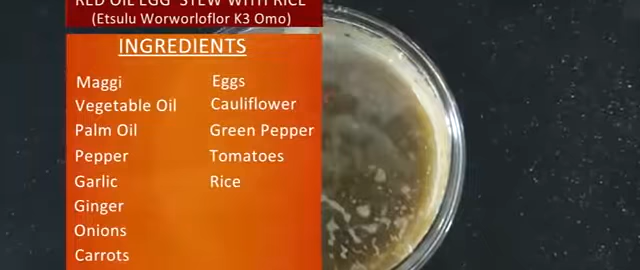 RED OIL EGG STEW WITH RICE
(Etsulu Worworloflor K3 Omo)
INGREDIENTS
Maggi
Vegetable Oil
Palm Oil
Pepper
Garlic
Ginger
Onions
Carrots
Eggs
Cauliflower
Green Pepper
Tomatoes
Rice